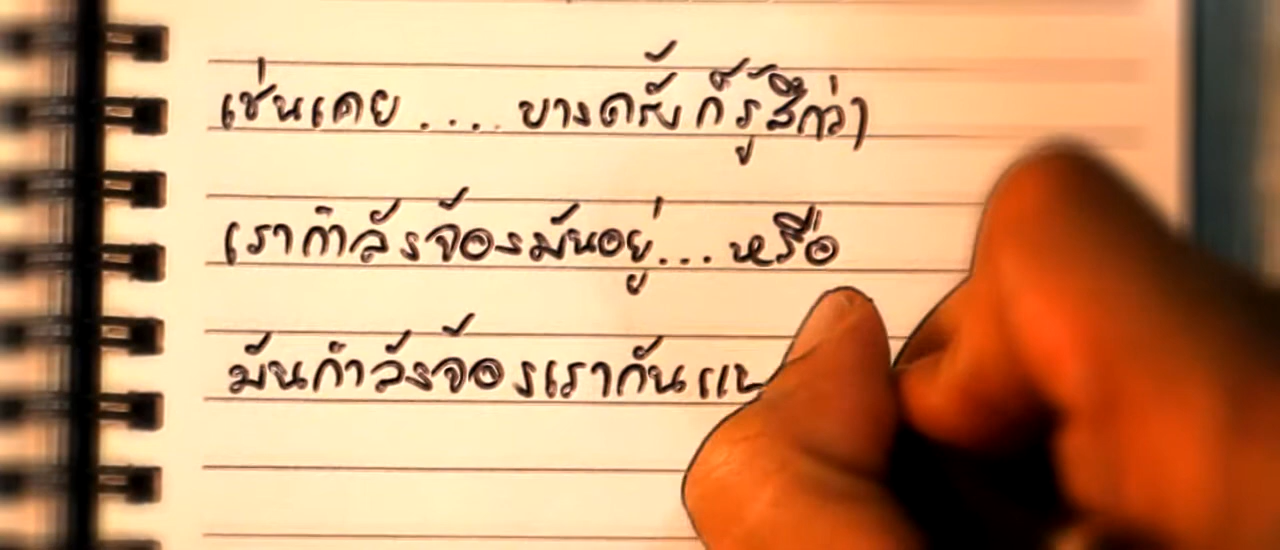 เช่นเคย .... บางครั้งก็รู้สึกว่า
เรากำลังจ้องมันอยู่...หรือ
มันกำลังจ้องเรากันแน